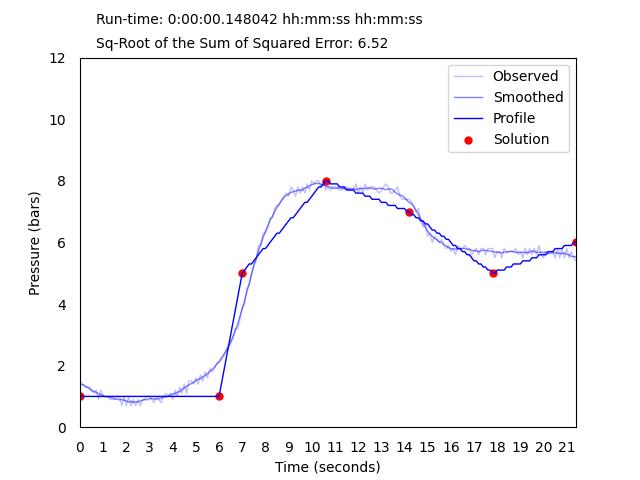 Run-time: 0:00:00.148042 hh:mm:ss hh:mm:ss
Sq-Root of the Sum of Squared Error: 6.52
12
10
8
6
4
2
0
Pressure (bars)
Observed
Smoothed
Profile
Solution
0 1 2 3 4 5 6 7 8 9 10 11 12 13 14 15 16 17 18 19 20 21
Time (seconds)